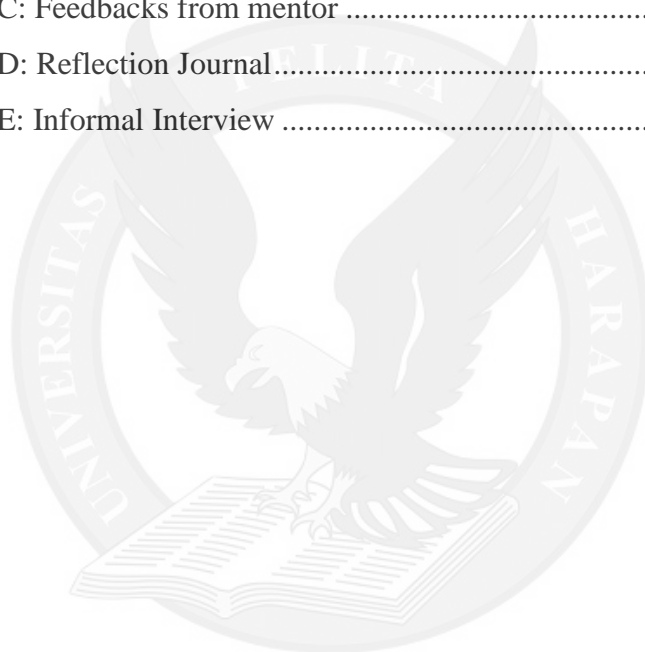 C: Feedbacks from mentor ..........................................
D: Reflection Journal....................................................
E: Informal Interview ...................................................
UNIVERSITAS PELITA HARAPAN